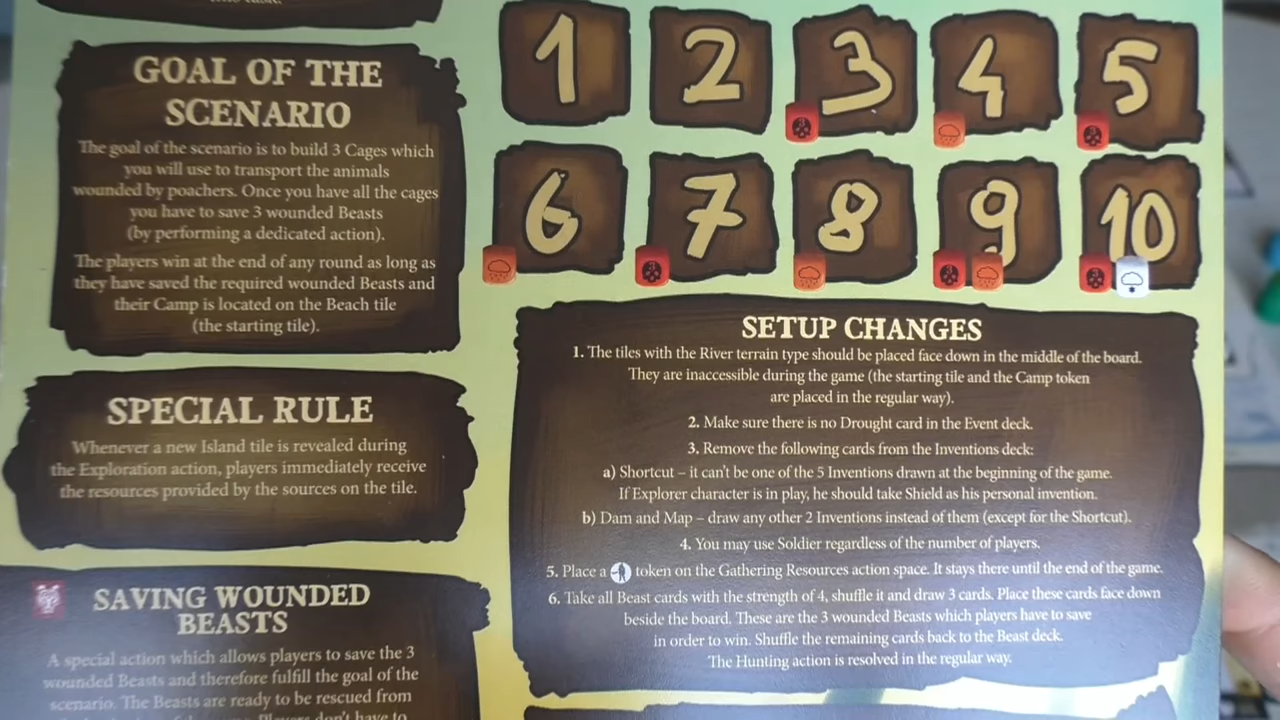 GOAL OF THE
SCENARIO
The goal of the scenario is to build 3 Cages which
you will use to transport the animals
wounded by poachers. Once you have all the cages
you have to save 3 wounded Beasts
(by performing a dedicated action).
The players win at the end of any round as long as
they have saved the required wounded Beasts and
their Camp is located on the Beach tile
(the starting tile).
SPECIAL RULE
Whenever a new Island tile is revealed during
the Exploration action, players immediately receive
the resources provided by the sources on the tile.
SAVING WOUNDED
BEASTS
A special action which allows players to save the 3
wounded Beasts and therefore fulfill the goal of the
scenario. The Beasts are ready to be rescued from
Players don't have to
1 2 3 4 5
6 7 8 9 10
SETUP CHANGES
1. The tiles with the River terrain type should be placed face down in the middle of the board.
They are inaccessible during the game (the starting tile and the Camp token
are placed in the regular way).
2. Make sure there is no Drought card in the Event deck.
3. Remove the following cards from the Inventions deck:
a) Shortcut – it can't be one of the 5 Inventions drawn at the beginning of the game.
If Explorer character is in play, he should take Shield as his personal invention.
b) Dam and Map – draw any other 2 Inventions instead of them (except for the Shortcut).
4. You may use Soldier regardless of the number of players.
5. Place a token on the Gathering Resources action space. It stays there until the end of the game.
6. Take all Beast cards with the strength of 4, shuffle it and draw 3 cards. Place these cards face down
beside the board. These are the 3 wounded Beasts which players have to save
in order to win. Shuffle the remaining cards back to the Beast deck.
The Hunting action is resolved in the regular way.